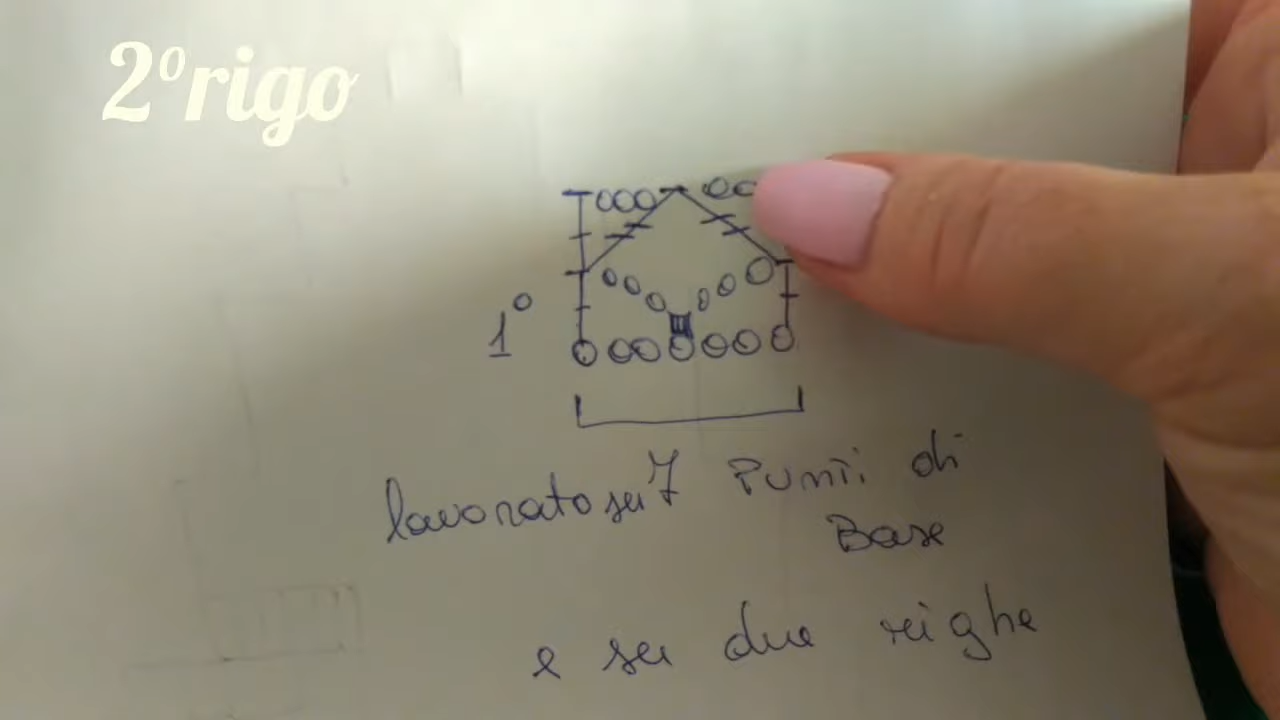 2° rigo
1°
lavorato su 7 Punti di
Base
e su due righe